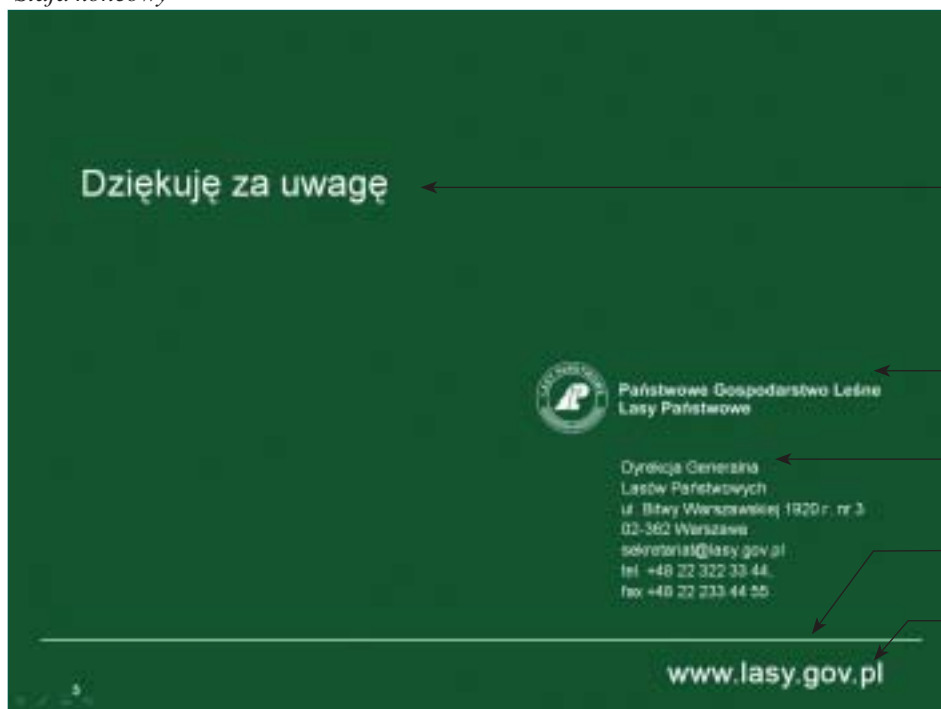 Slajd końcowy
Dziękuję za uwagę
LASY PAŃSTWOWE
Państwowe Gospodarstwo Leśne
Lasy Państwowe
Dyrekcja Generalna
Lasów Państwowych
ul. Bitwy Warszawskiej 1920 r. nr 3
02-362 Warszawa
sekretariat@lasy.gov.pl
tel. +48 22 322 33 44,
fax +48 22 233 44 55
www.lasy.gov.pl